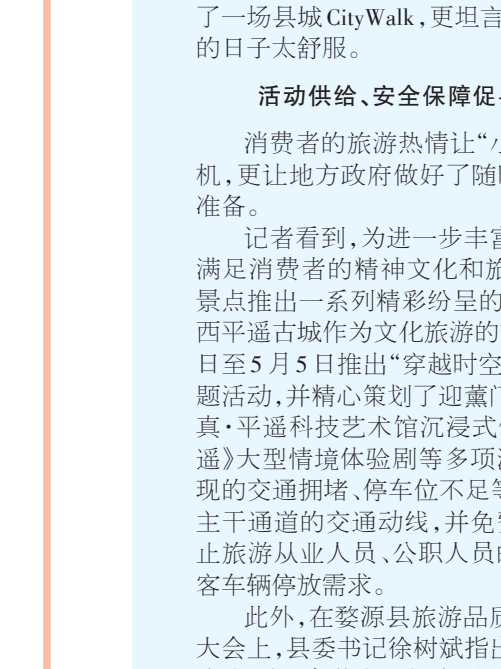 了一场县城CityWalk,更坦言
的日子太舒服。
活动供给、安全保障促
消费者的旅游热情让“小
机,更让地方政府做好了随
准备。
记者看到,为进一步丰富
满足消费者的精神文化和旅
景点推出一系列精彩纷呈的
西平遥古城作为文化旅游的
日至5月5日推出“穿越时空
题活动,并精心策划了迎薰门
真·平遥科技艺术馆沉浸式
遥》大型情境体验剧等多项
现的交通拥堵、停车位不足等
主干通道的交通动线,并免
止旅游从业人员、公职人员
客车辆停放需求。
此外,在婺源县旅游品质
大会上,县委书记徐树斌指出